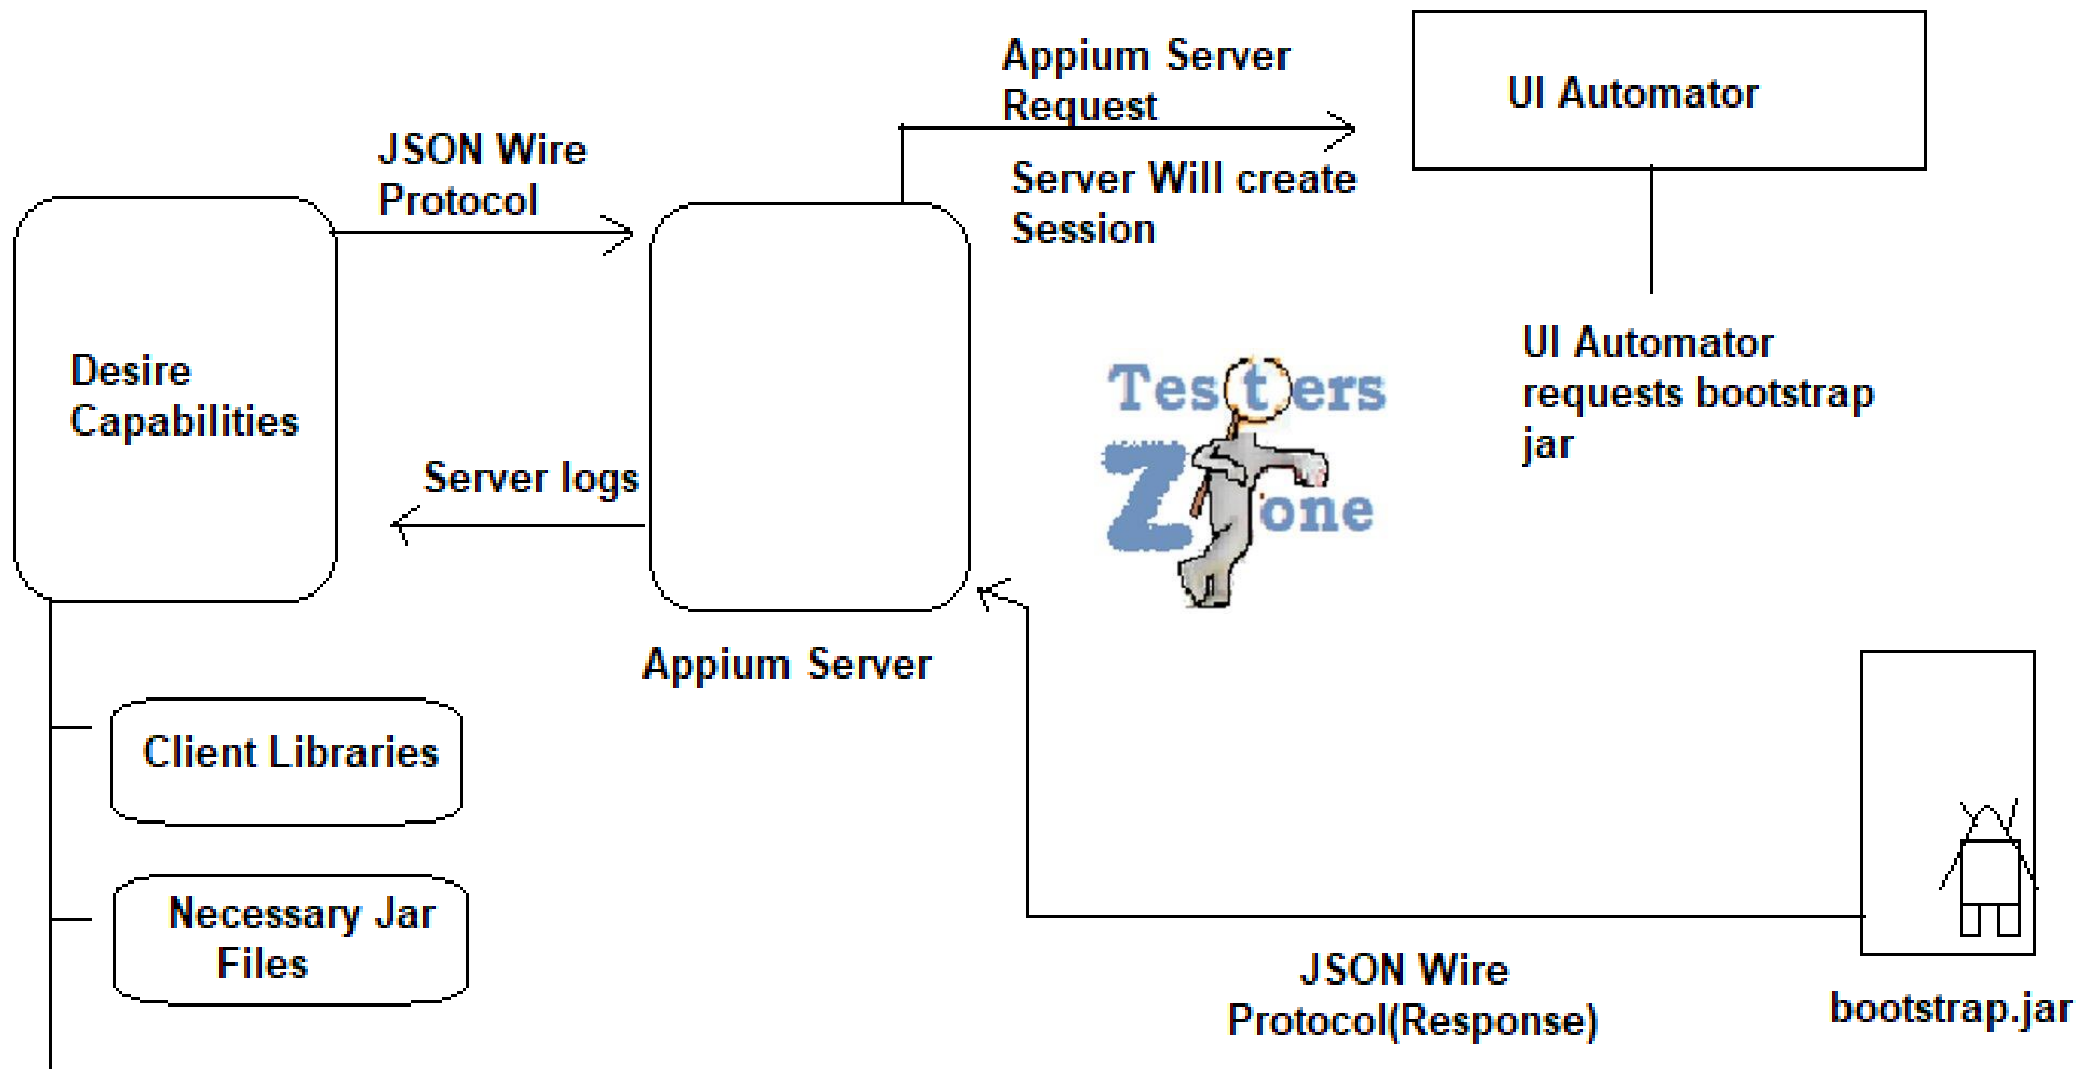 Appium Server
Request
UI Automator
JSON Wire
Protocol
Server Will create
Session
Desire
Capabilities
Server logs
UI Automator
requests bootstrap
jar
Testers
Zone
Appium Server
Client Libraries
Necessary Jar
Files
JSON Wire
Protocol(Response)
bootstrap.jar